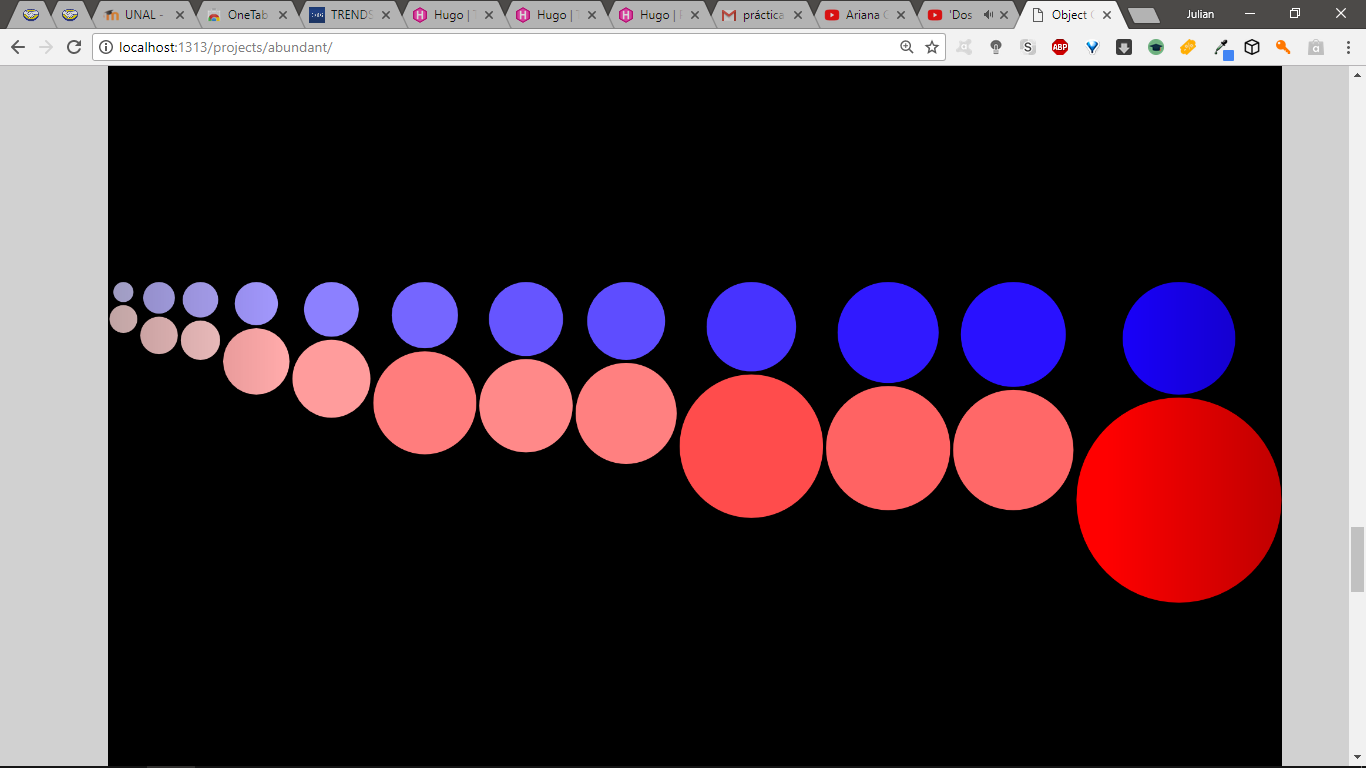 UNAL -
OneTab
TRENDS
Hugo |
Hugo |
Hugo |
práctica
Ariana
'Dos
Object
Julian
localhost:1313/projects/abundant/
S
ABP